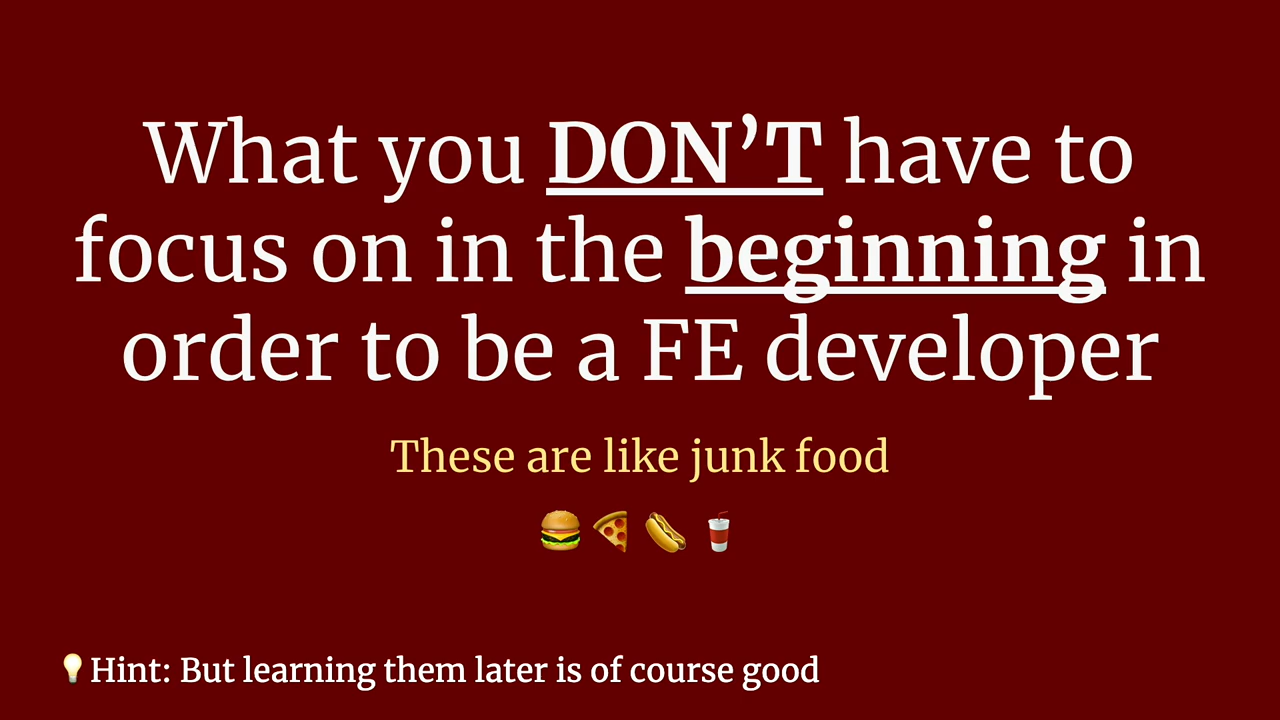 What you DON’T have to
focus on in the beginning in
order to be a FE developer
These are like junk food
🍔 🍕 🌭 🥤
💡Hint: But learning them later is of course good